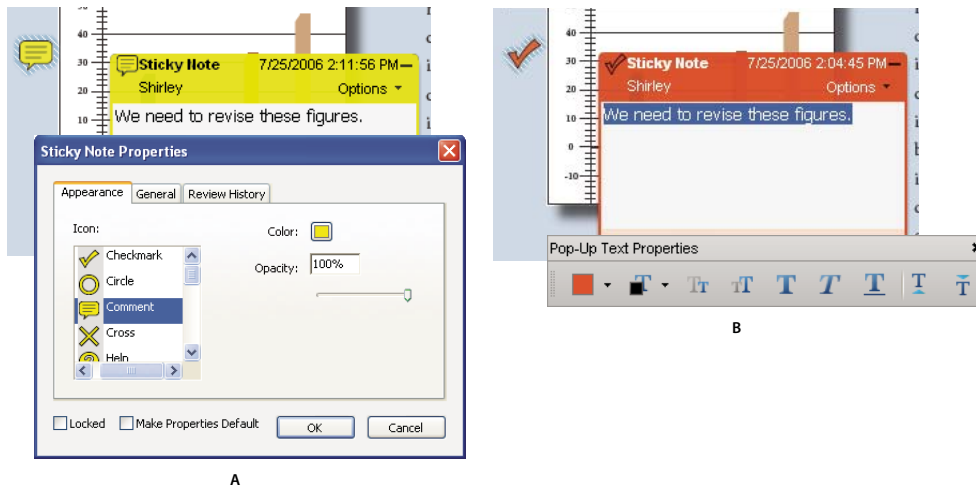 40
30
20
10
Sticky Note 7/25/2006 2:11:56 PM
Shirley Options
We need to revise these figures.
Sticky Note Properties
Appearance General Review History
Icon:
Checkmark
Circle
Comment
Cross
Help
Color:
Opacity: 100%
Locked Make Properties Default OK Cancel
A
40
30
20
10
0
-10
Sticky Note 7/25/2006 2:04:45 PM
Shirley Options
We need to revise these figures.
Pop-Up Text Properties
T TT TT T T T T T
B